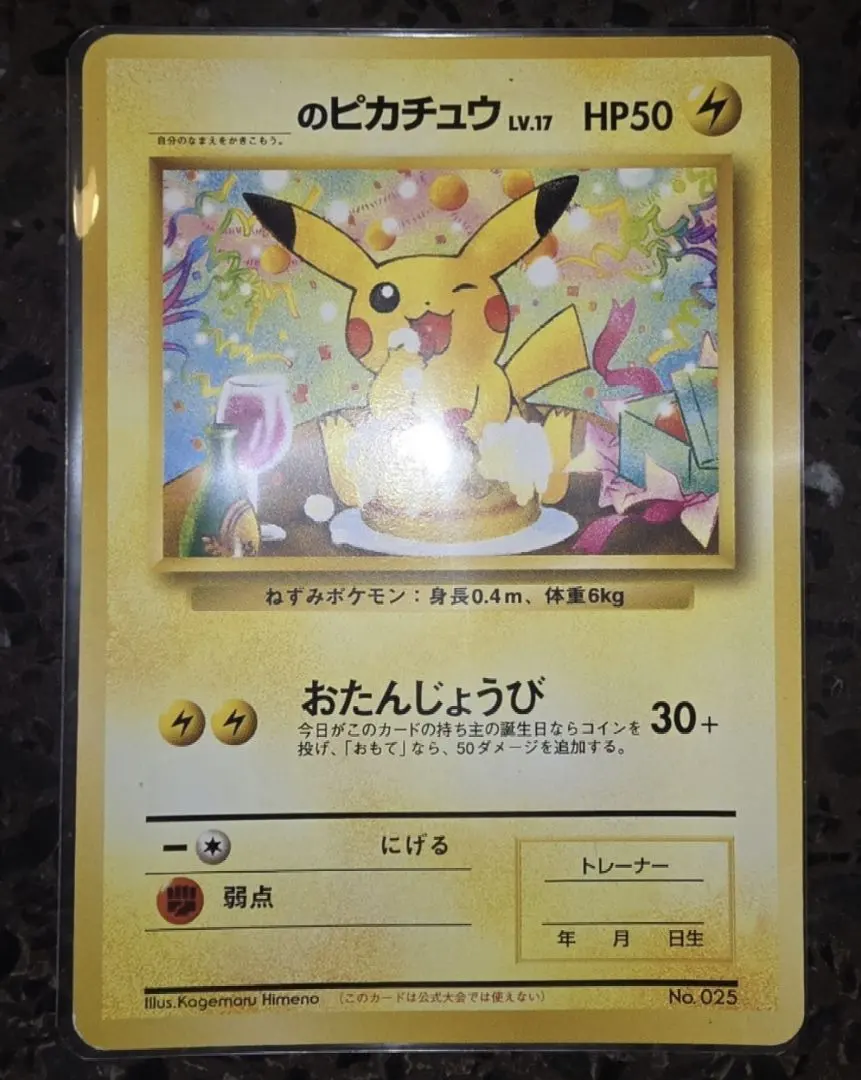 のピカチュウ LV.17 HP50
自分のなまえをかきこもう。
ねずみポケモン：身長0.4m、体重6kg
おたんじょうび
今日がこのカードの持ち主の誕生日ならコインを
投げ、「おもて」なら、50ダメージを追加する。
30+
にげる
弱点
トレーナー
年 月 日生
Illus.Kagemaru Himeno (このカードは公式大会では使えない) No. 025